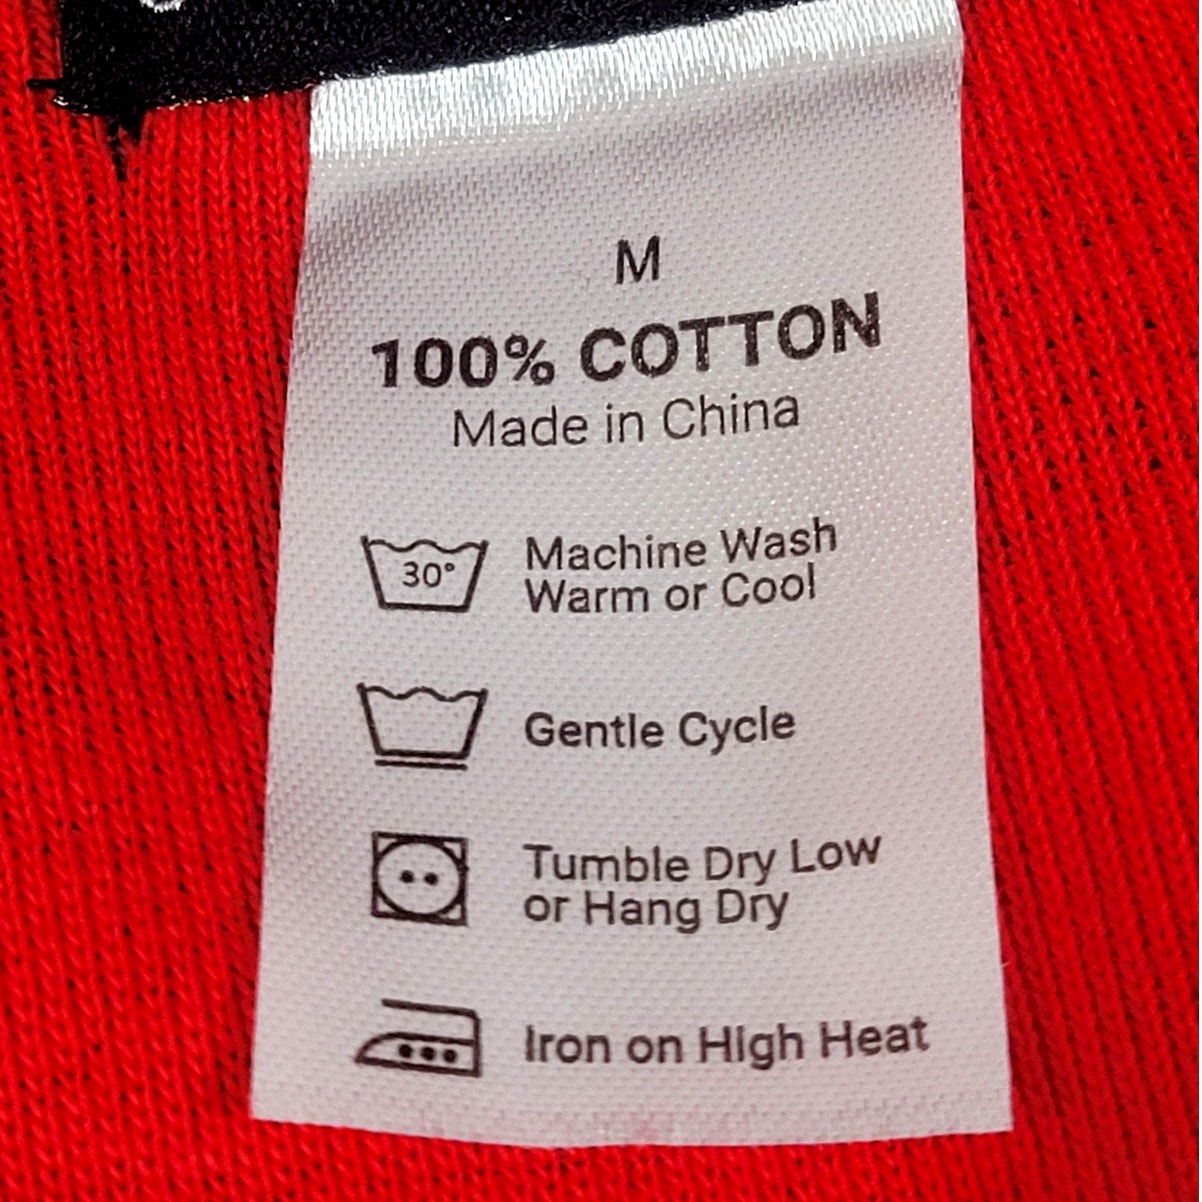 M
100% COTTON
Made in China
30°
Machine Wash
Warm or Cool
Gentle Cycle
Tumble Dry Low
or Hang Dry
Iron on High Heat